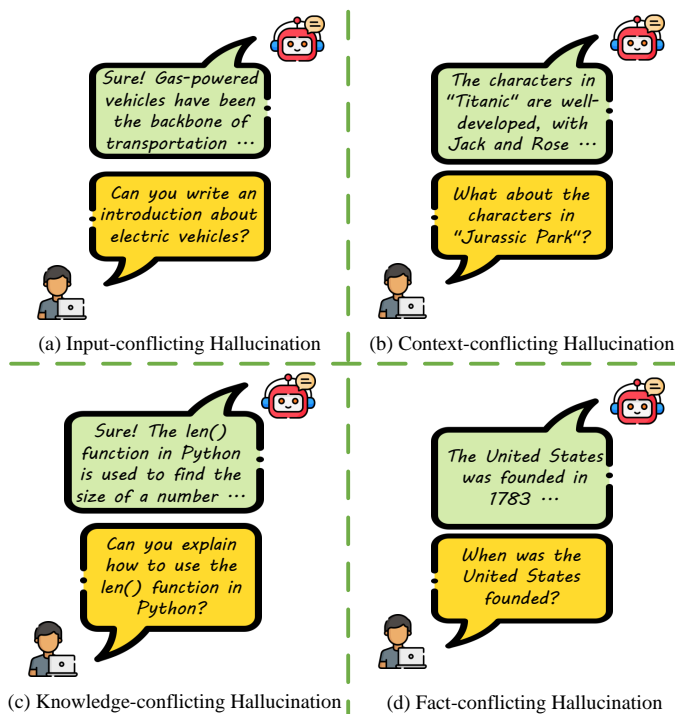 Sure! Gas-powered
vehicles have been
the backbone of
transportation ...
Can you write an
introduction about
electric vehicles?
(a) Input-conflicting Hallucination
The characters in
"Titanic" are well-
developed, with
Jack and Rose ...
What about the
characters in
"Jurassic Park"?
(b) Context-conflicting Hallucination
Sure! The len()
function in Python
is used to find the
size of a number ...
Can you explain
how to use the
len() function in
Python?
(c) Knowledge-conflicting Hallucination
The United States
was founded in
1783 ...
When was the
United States
founded?
(d) Fact-conflicting Hallucination